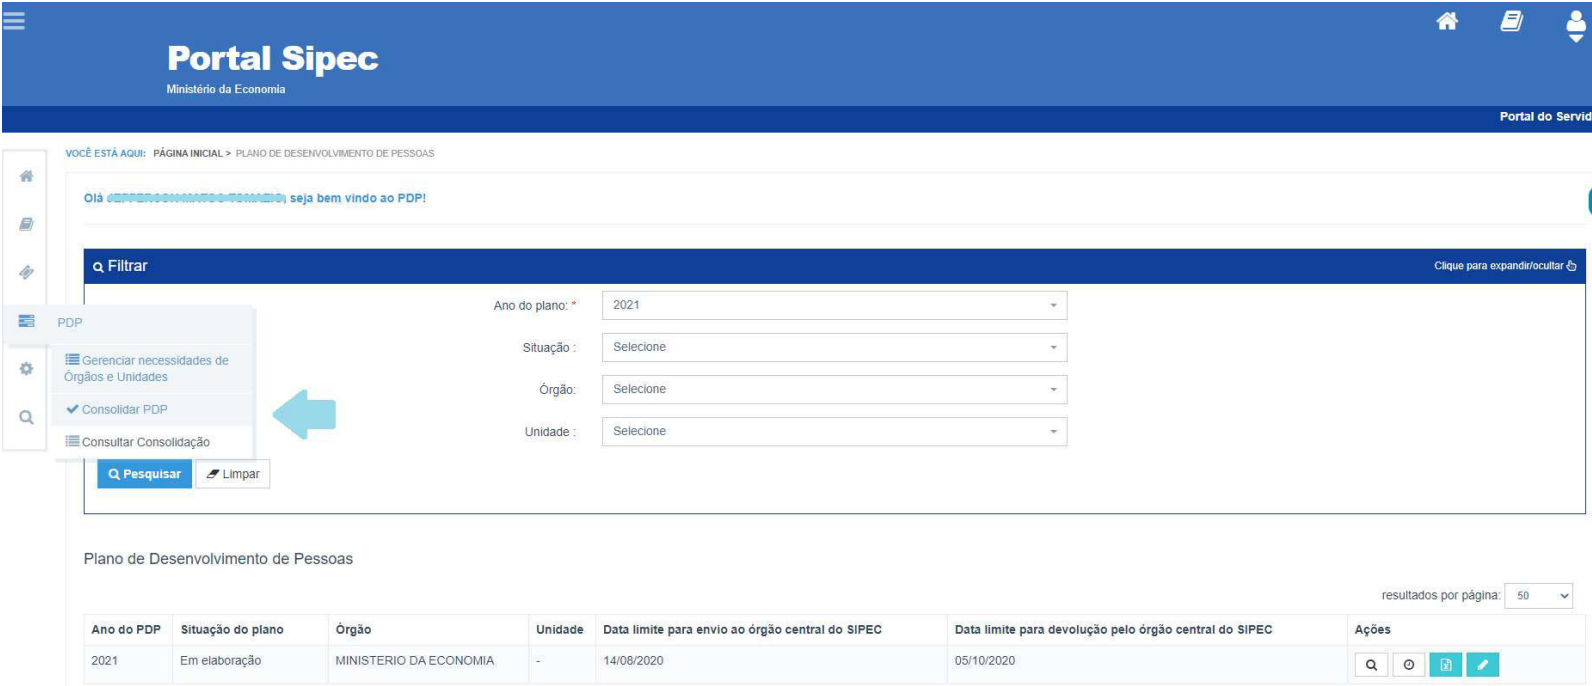 Portal Sipec
Ministério da Economia
Portal do Servid
VOCÊ ESTÁ AQUI: PÁGINA INICIAL > PLANO DE DESENVOLVIMENTO DE PESSOAS
Olá , seja bem vindo ao PDP!
Filtrar
Clique para expandir/ocultar
Ano do plano: * 2021
Situação : Selecione
Órgão: Selecione
Unidade : Selecione
PDP
Gerenciar necessidades de
Órgãos e Unidades
Consolidar PDP
Consultar Consolidação
Pesquisar Limpar
Plano de Desenvolvimento de Pessoas
resultados por página: 50
Ano do PDP Situação do plano Órgão Unidade Data limite para envio ao órgão central do SIPEC Data limite para devolução pelo órgão central do SIPEC Ações
2021 Em elaboração MINISTERIO DA ECONOMIA - 14/08/2020 05/10/2020